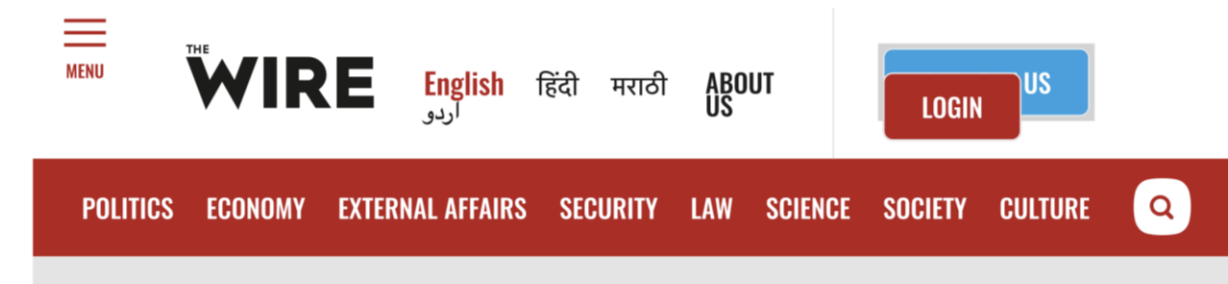 MENU
THE
WIRE
English हिंदी मराठी
اردو
ABOUT
US
US
LOGIN
POLITICS ECONOMY EXTERNAL AFFAIRS SECURITY LAW SCIENCE SOCIETY CULTURE